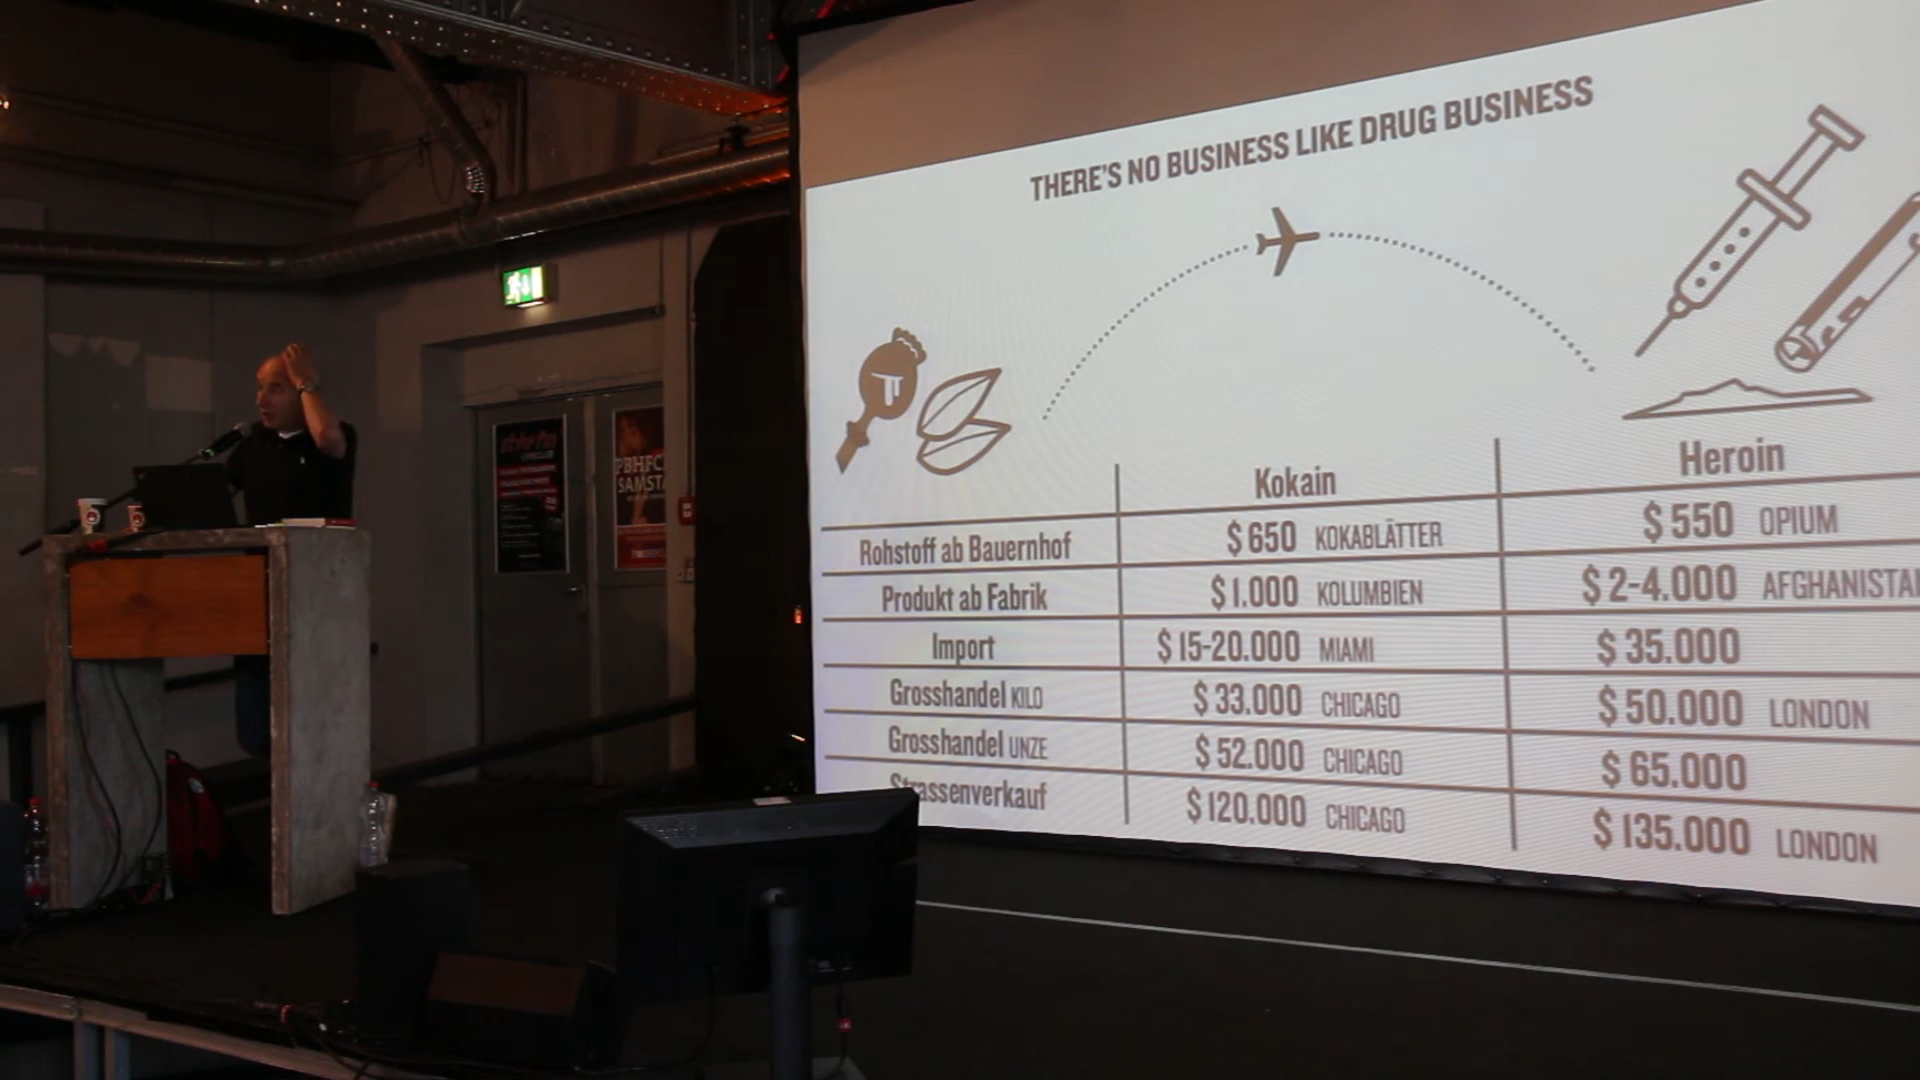 THERE'S NO BUSINESS LIKE DRUG BUSINESS
Kokain Heroin
Rohstoff ab Bauernhof $ 650 KOKABLÄTTER $ 550 OPIUM
Produkt ab Fabrik $ 1.000 KOLUMBIEN $ 2-4.000 AFGHANISTAN
Import $ 15-20.000 MIAMI $ 35.000
Grosshandel KILO $ 33.000 CHICAGO $ 50.000 LONDON
Grosshandel UNZE $ 52.000 CHICAGO $ 65.000
Strassenverkauf $ 120.000 CHICAGO $ 135.000 LONDON
SAMSTA